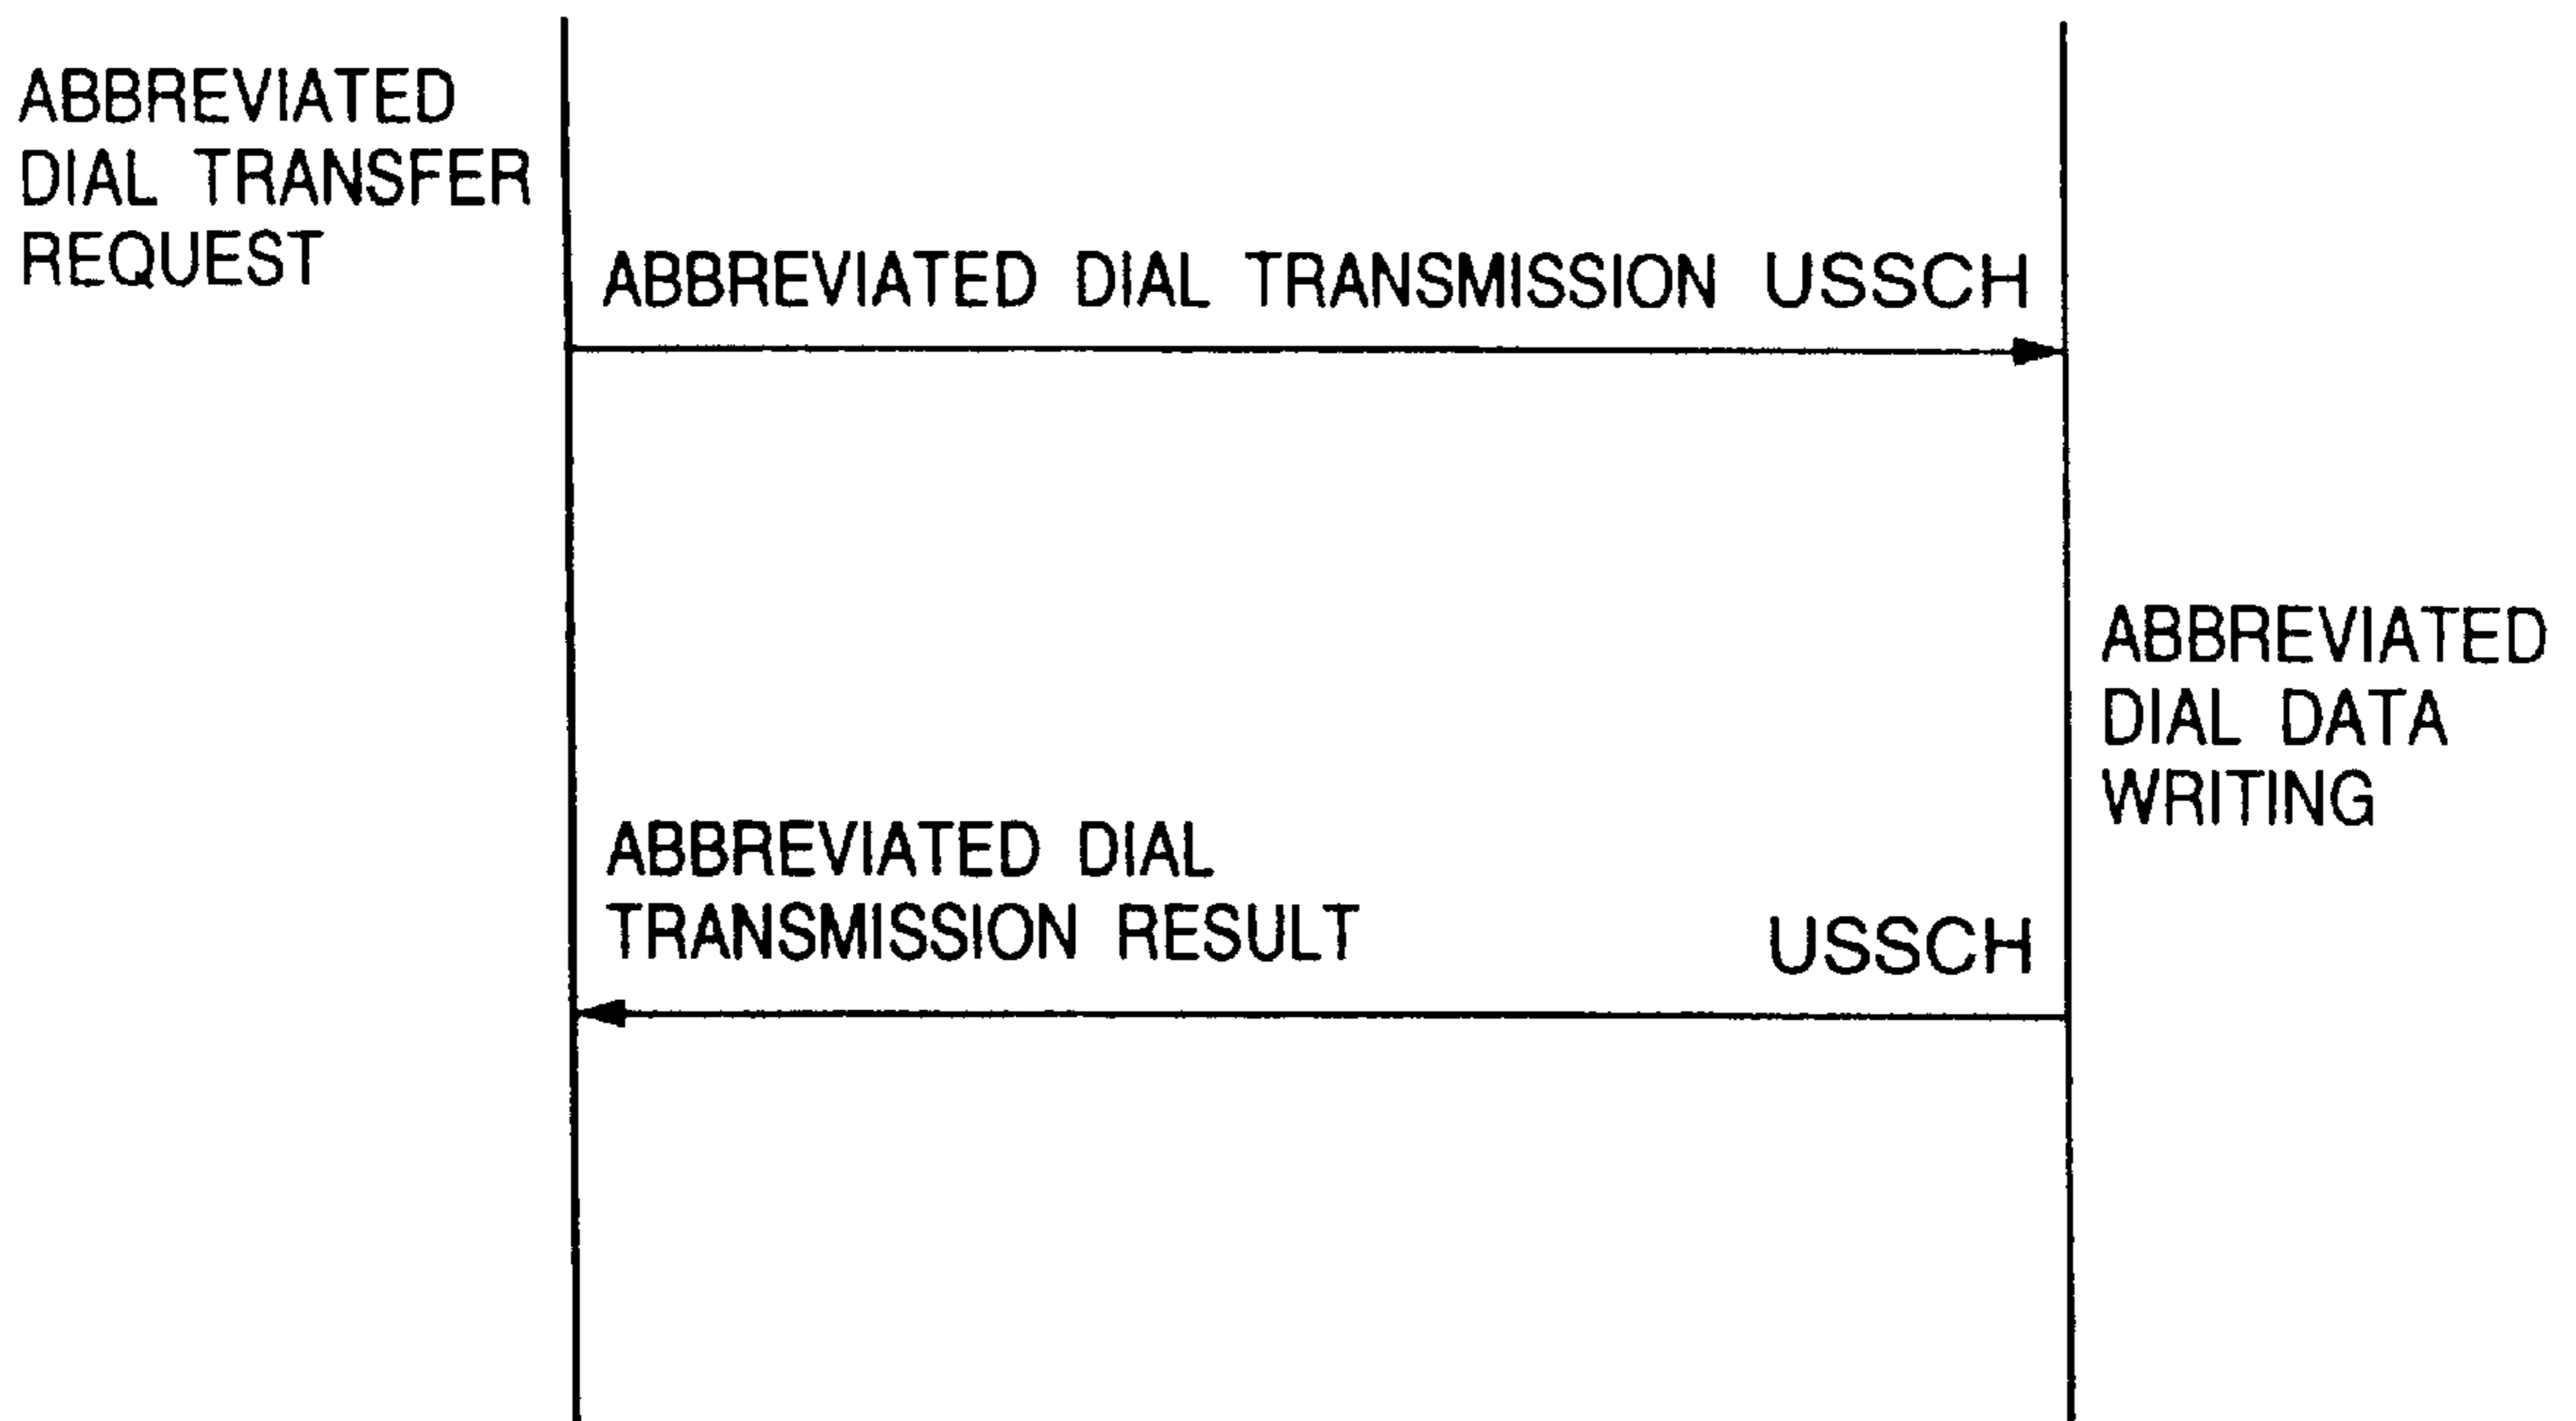 ABBREVIATED
DIAL TRANSFER
REQUEST
ABBREVIATED DIAL TRANSMISSION USSCH
ABBREVIATED
DIAL DATA
WRITING
ABBREVIATED DIAL
TRANSMISSION RESULT USSCH